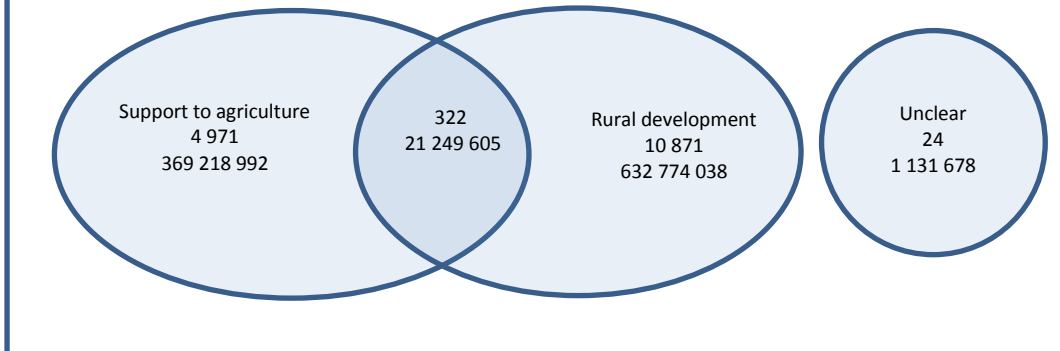 Support to agriculture
4 971
369 218 992
322
21 249 605
Rural development
10 871
632 774 038
Unclear
24
1 131 678